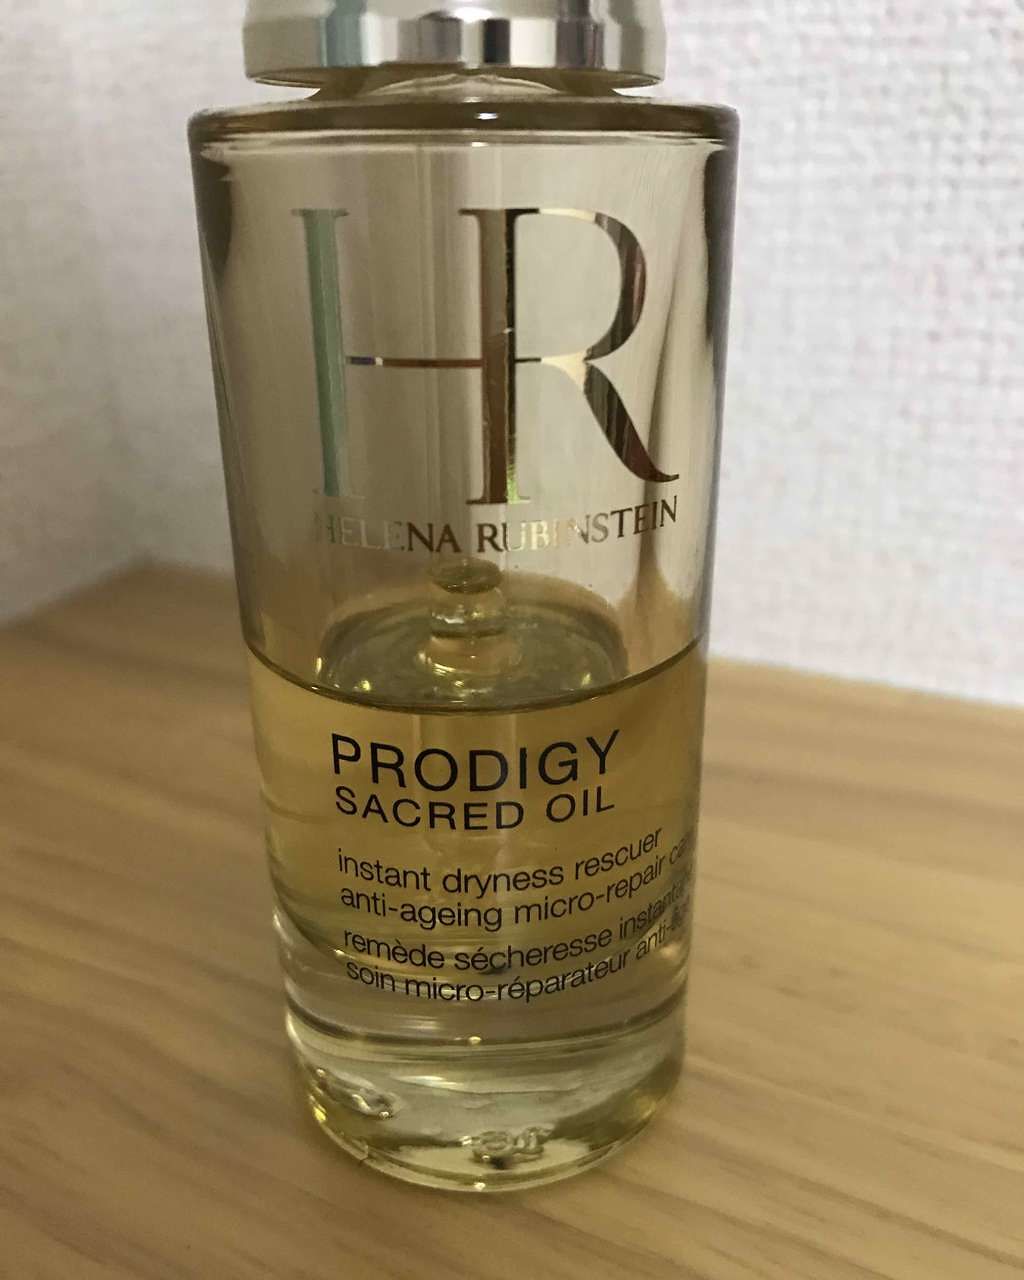 HR
HELENA RUBINSTEIN
PRODIGY
SACRED OIL
instant dryness rescuer
anti-ageing micro-repair
remède sécheresse
soin micro-réparateur